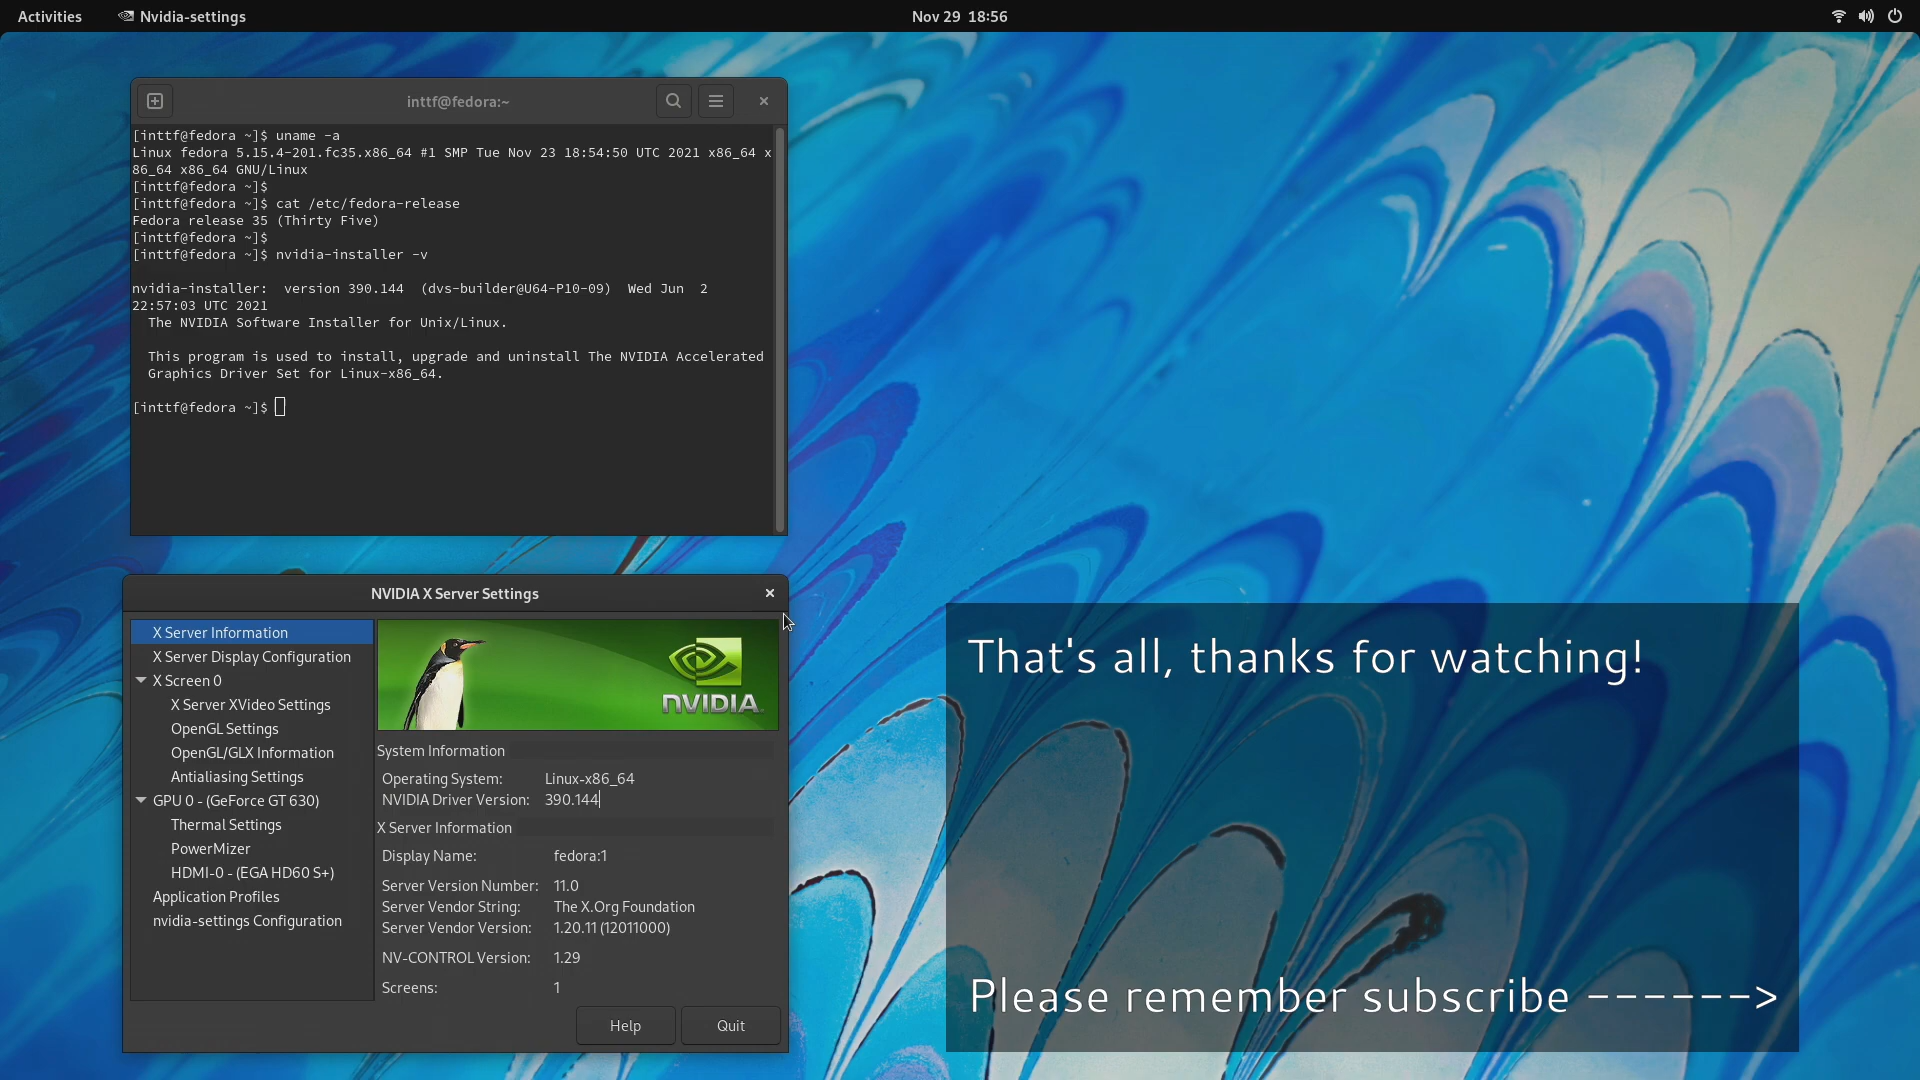 Activities
Nvidia-settings
Nov 29 18:56
inttf@fedora:~
[inttf@fedora ~]$ uname -a
Linux fedora 5.15.4-201.fc35.x86_64 #1 SMP Tue Nov 23 18:54:50 UTC 2021 x86_64 x
86_64 x86_64 GNU/Linux
[inttf@fedora ~]$
[inttf@fedora ~]$ cat /etc/fedora-release
Fedora release 35 (Thirty Five)
[inttf@fedora ~]$
[inttf@fedora ~]$ nvidia-installer -v
nvidia-installer:  version 390.144  (dvs-builder@U64-P10-09)  Wed Jun  2
22:57:03 UTC 2021
The NVIDIA Software Installer for Unix/Linux.
This program is used to install, upgrade and uninstall The NVIDIA Accelerated
Graphics Driver Set for Linux-x86_64.
[inttf@fedora ~]$
NVIDIA X Server Settings
X Server Information
X Server Display Configuration
X Screen 0
X Server XVideo Settings
OpenGL Settings
OpenGL/GLX Information
Antialiasing Settings
GPU 0 - (GeForce GT 630)
Thermal Settings
PowerMizer
HDMI-0 - (EGA HD60 S+)
Application Profiles
nvidia-settings Configuration
NVIDIA
System Information
Operating System: Linux-x86_64
NVIDIA Driver Version: 390.144
X Server Information
Display Name: fedora:1
Server Version Number: 11.0
Server Vendor String: The X.Org Foundation
Server Vendor Version: 1.20.11 (12011000)
NV-CONTROL Version: 1.29
Screens: 1
Help
Quit
That's all, thanks for watching!
Please remember subscribe ------>